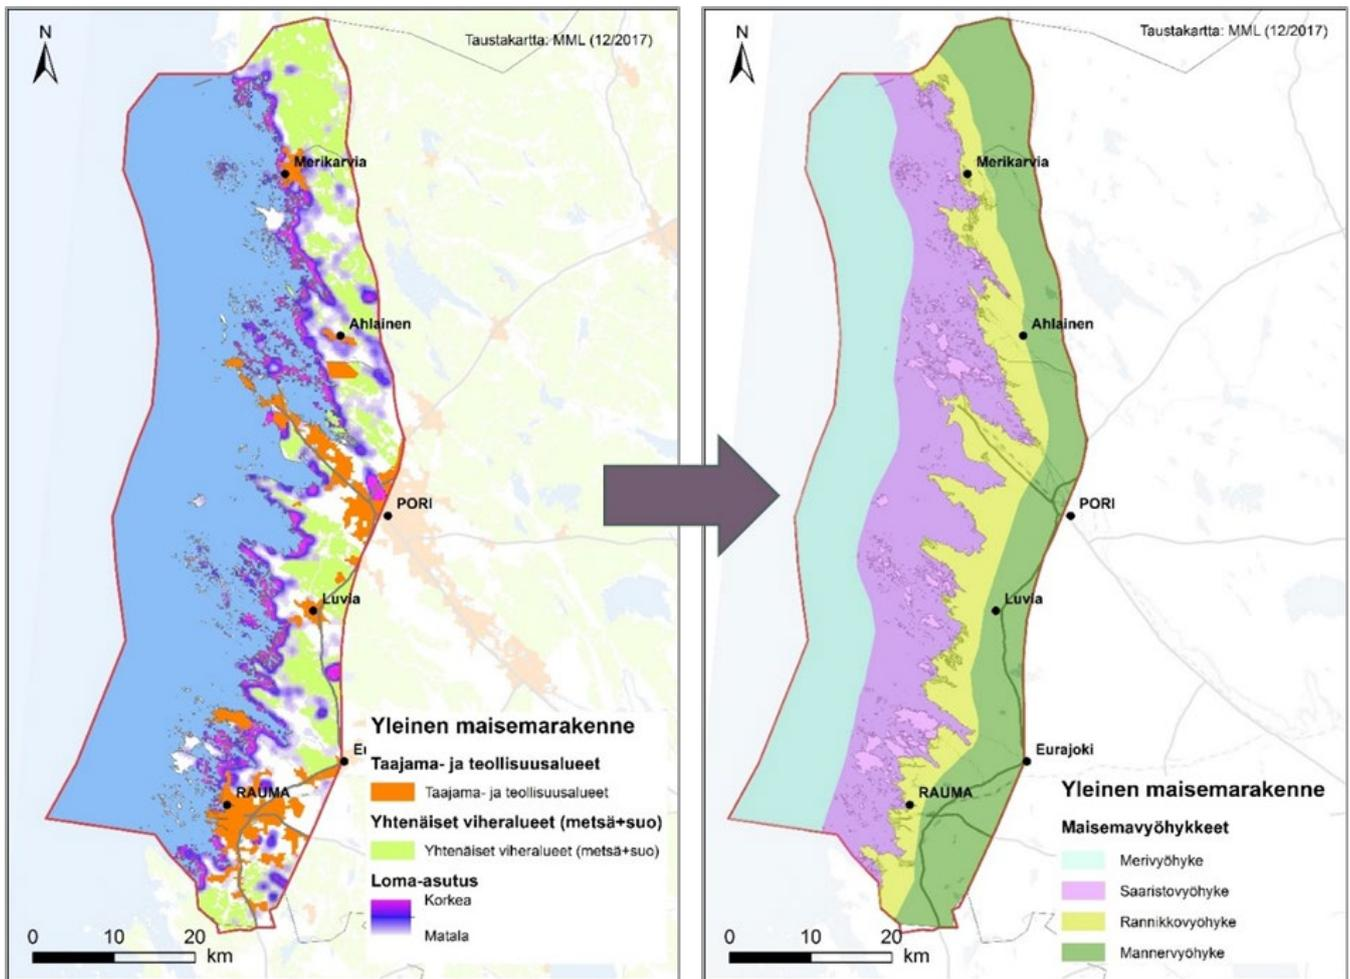 N
Taustakartta: MML (12/2017)
Merikarvia
Ahlainen
PORI
Luvia
Eu
RAUMA
Yleinen maisemarakenne
Taajama- ja teollisuusalueet
Taajama- ja teollisuusalueet
Yhtenäiset viheralueet (metsä+suo)
Yhtenäiset viheralueet (metsä+suo)
Loma-asutus
Korkea
Matala
0 10 20
km
N
Taustakartta: MML (12/2017)
Merikarvia
Ahlainen
PORI
Luvia
Eurajoki
RAUMA
Yleinen maisemarakenne
Maisemavyöhykkeet
Merivyöhyke
Saaristovyöhyke
Rannikkovyöhyke
Mannervyöhyke
0 10 20
km